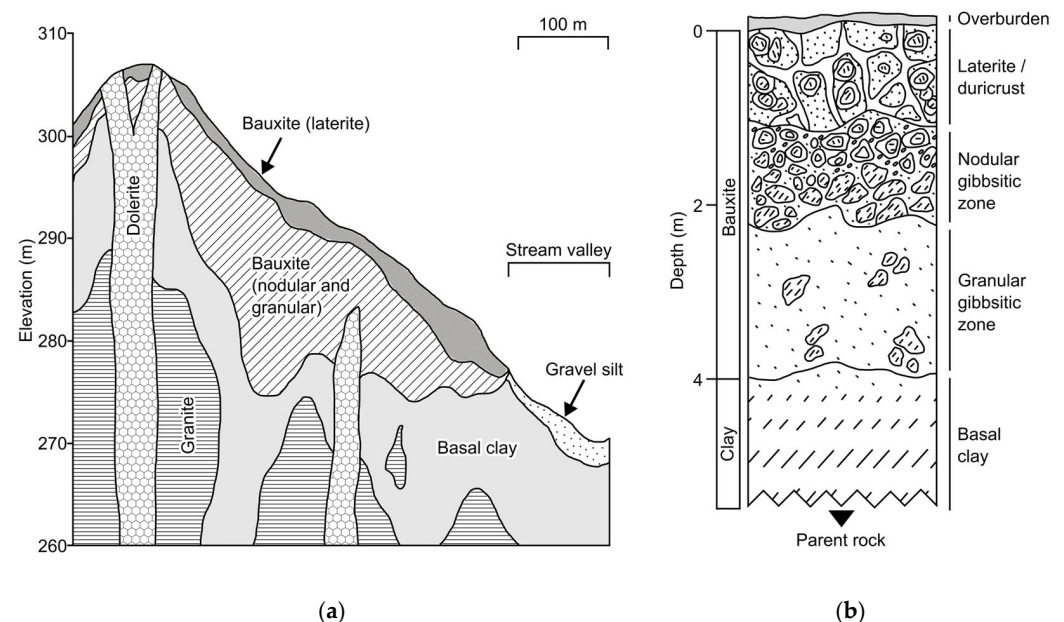 310
300
290
280
270
260
Elevation (m)
100 m
Bauxite (laterite)
Dolerite
Stream valley
Bauxite
(nodular and
granular)
Gravel silt
Granite
Basal clay
(a)
0
2
4
Depth (m)
Bauxite
Clay
Overburden
Laterite /
duricrust
Nodular
gibbsitic
zone
Granular
gibbsitic
zone
Basal
clay
Parent rock
(b)